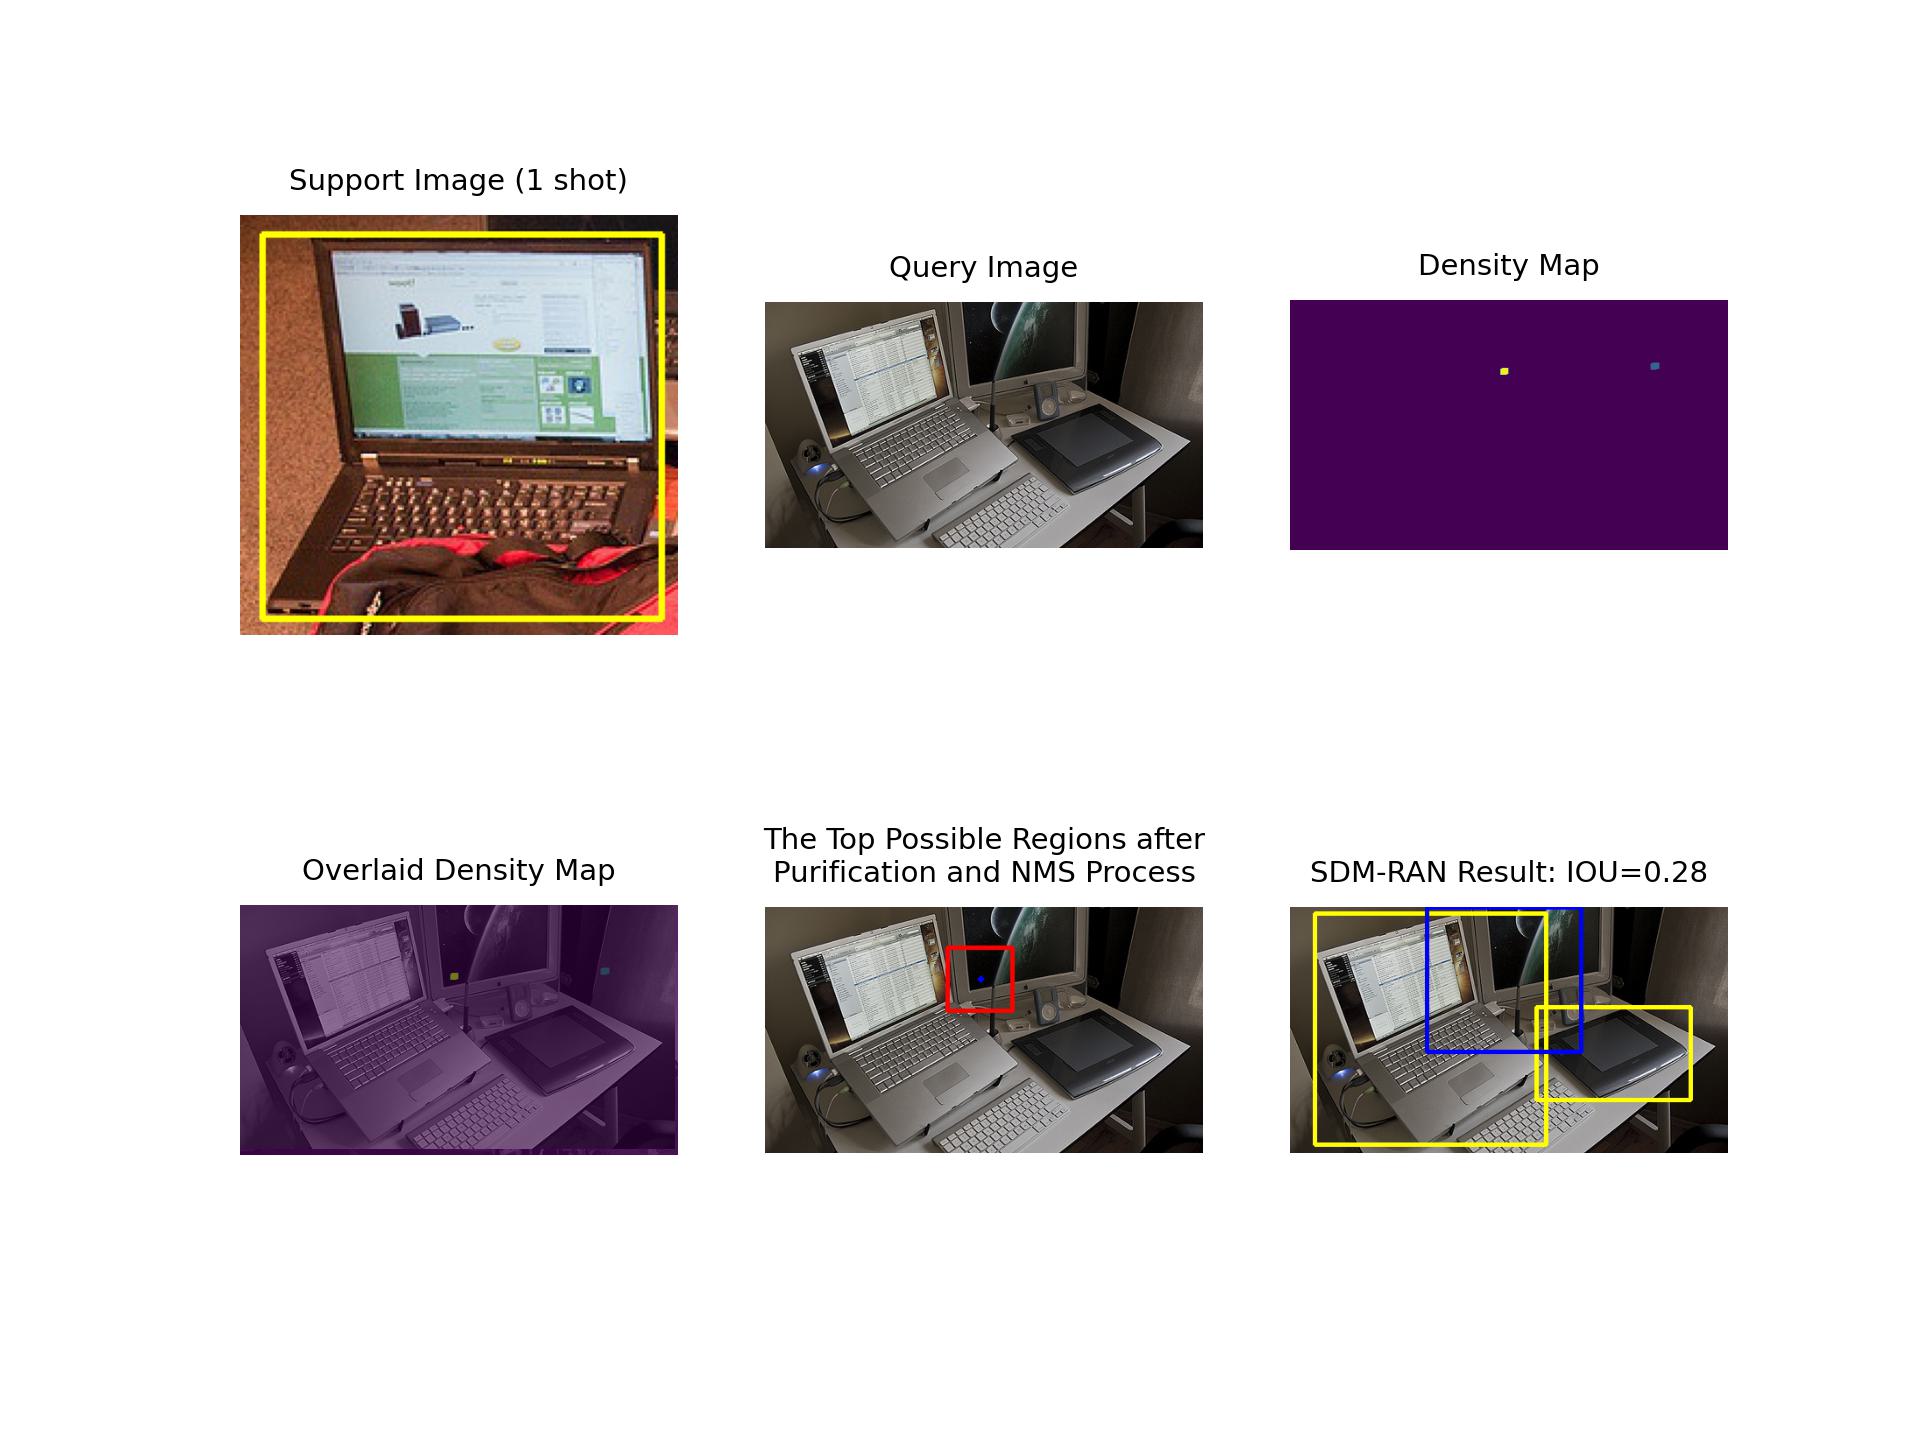 Support Image (1 shot)
Query Image
Density Map
Overlaid Density Map
The Top Possible Regions after
Purification and NMS Process
SDM-RAN Result: IOU=0.28